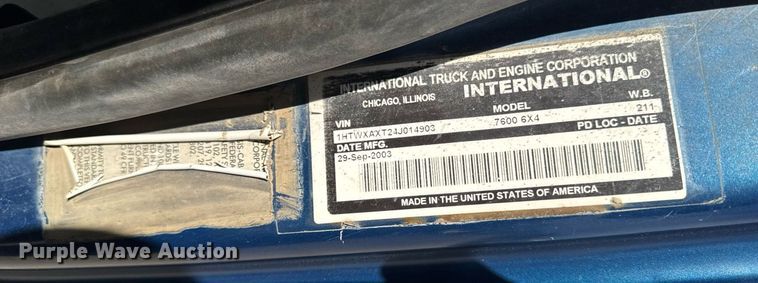 INTERNATIONAL TRUCK AND ENGINE CORPORATION
CHICAGO, ILLINOIS INTERNATIONAL®
VIN MODEL W.B.
1HTWXAXT24J014903 7600 6X4 211
DATE MFG. PD LOC - DATE
29-Sep-2003
MADE IN THE UNITED STATES OF AMERICA
Purple Wave Auction